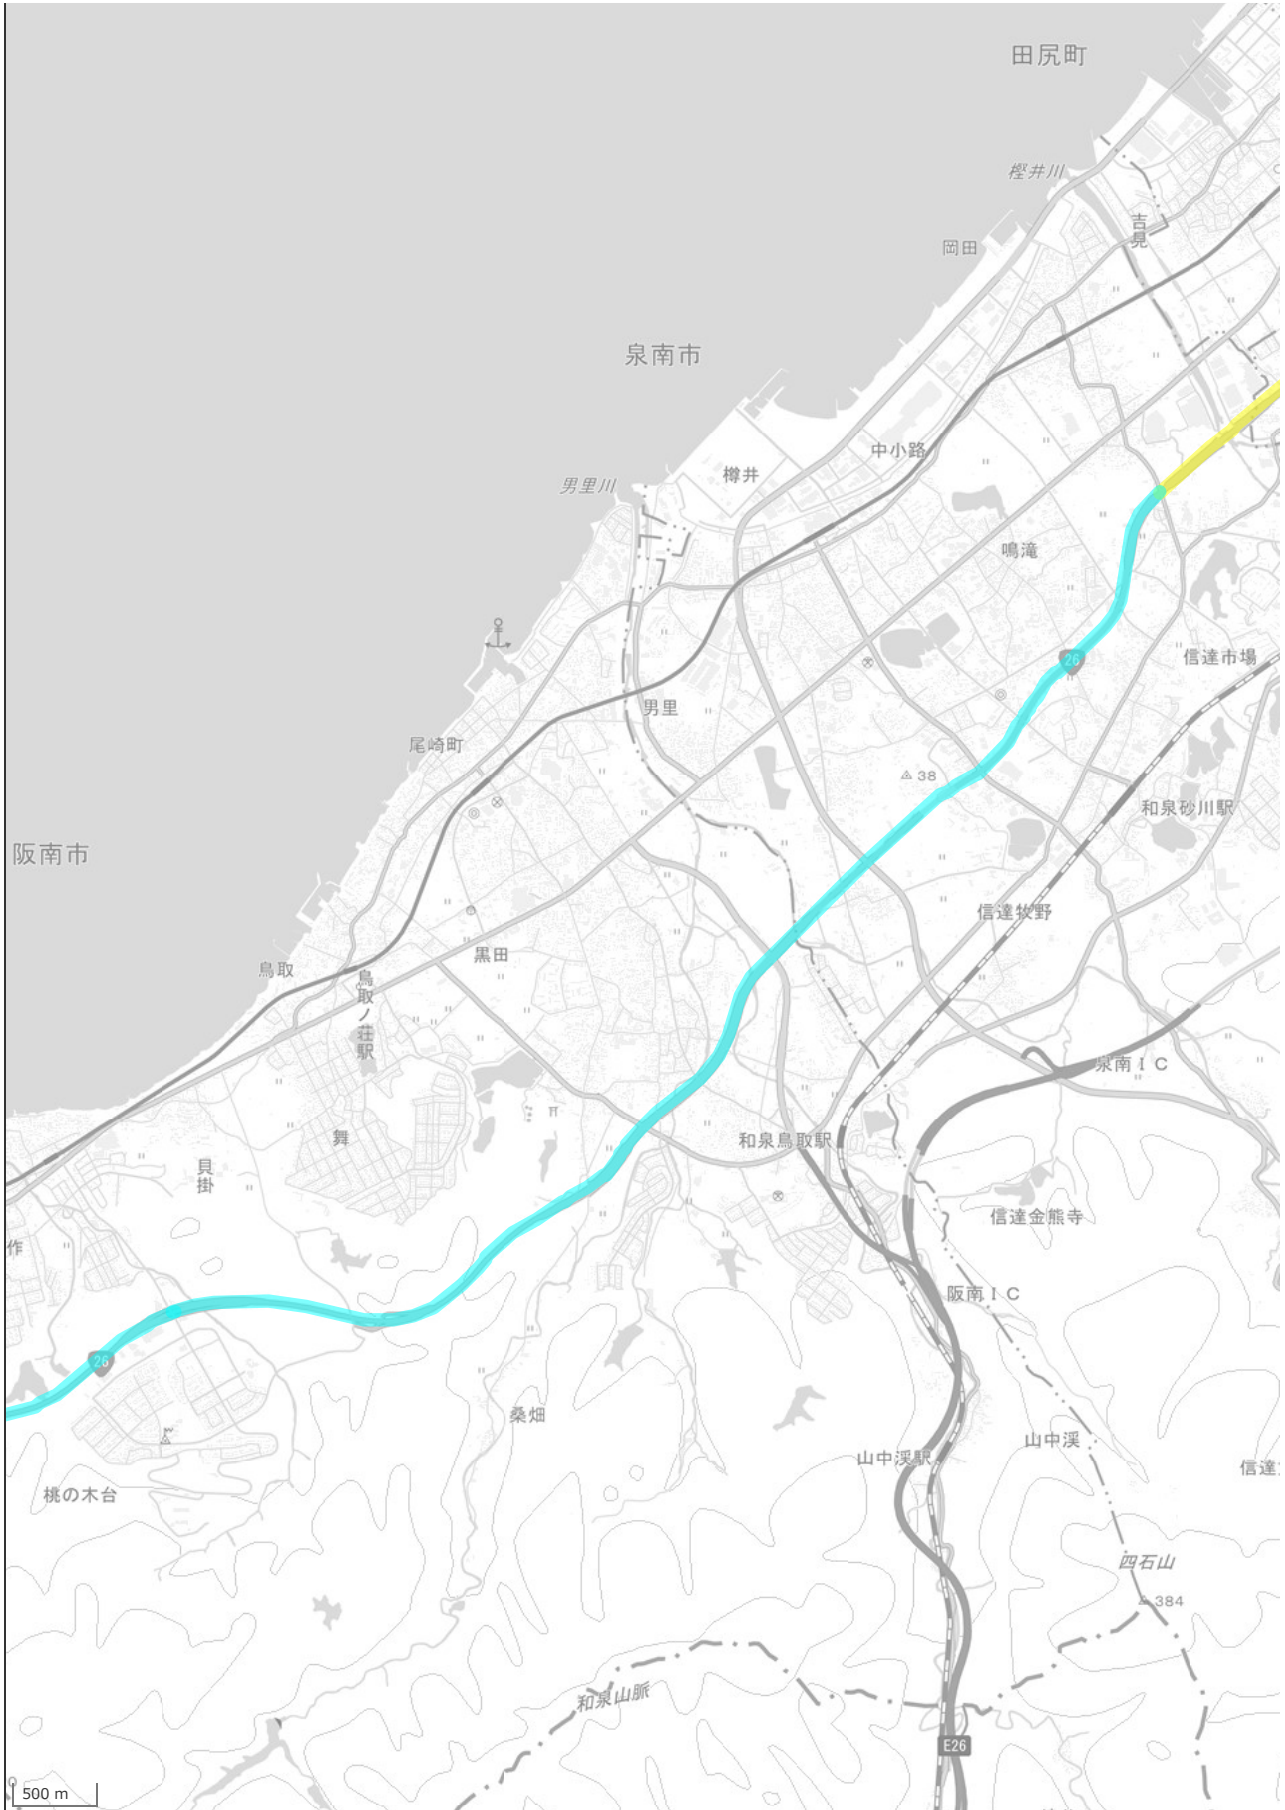 田尻町
樫井川
吉見
岡田
泉南市
中小路
樽井
男里川
鳴滝
26
信達市場
男里
尾崎町
38
和泉砂川駅
阪南市
信達牧野
黒田
鳥取
鳥取ノ荘駅
泉南IC
舞
和泉鳥取駅
貝掛
信達金熊寺
作
阪南IC
26
桑畑
山中渓
山中渓駅
信達
桃の木台
四石山
384
和泉山脈
E26
500 m